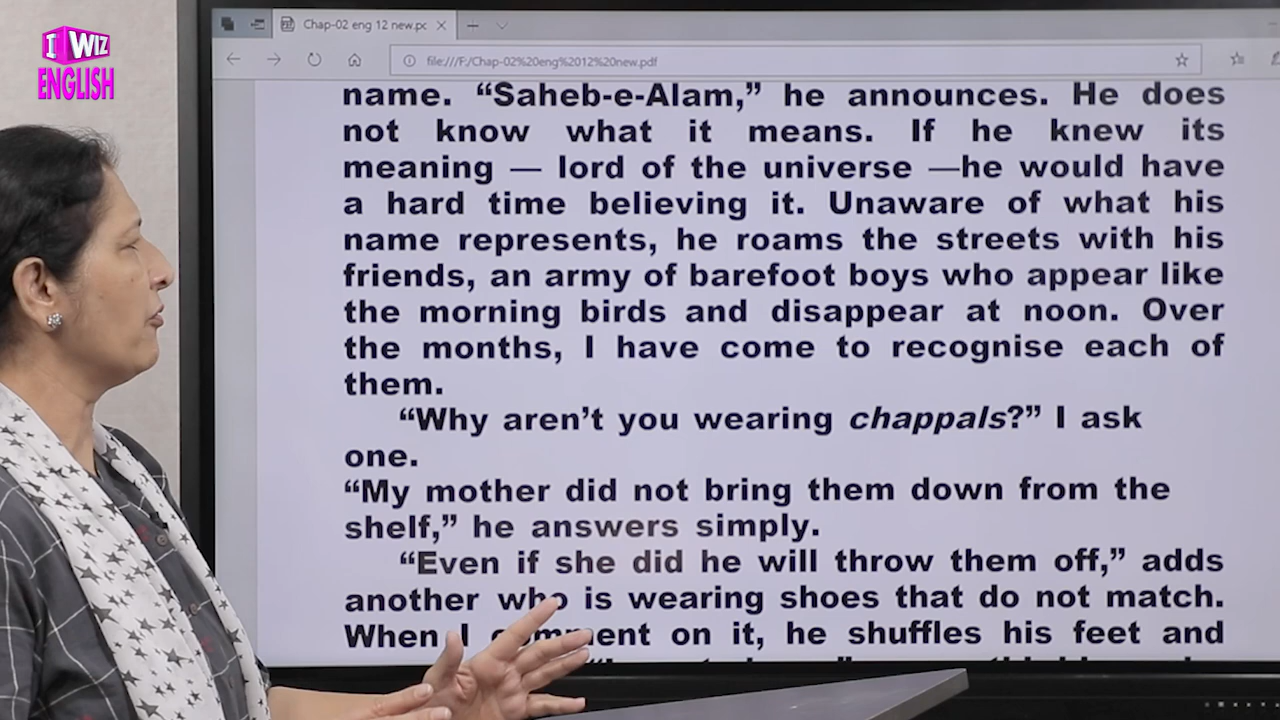 I WIZ
ENGLISH
Chap-02 eng 12 new.pc
file:///F:/Chap-02%20eng%2012%20new.pdf
name. “Saheb-e-Alam,” he announces. He does
not know what it means. If he knew its
meaning — lord of the universe —he would have
a hard time believing it. Unaware of what his
name represents, he roams the streets with his
friends, an army of barefoot boys who appear like
the morning birds and disappear at noon. Over
the months, I have come to recognise each of
them.
“Why aren’t you wearing chappals?” I ask
one.
“My mother did not bring them down from the
shelf,” he answers simply.
“Even if she did he will throw them off,” adds
another who is wearing shoes that do not match.
When I comment on it, he shuffles his feet and